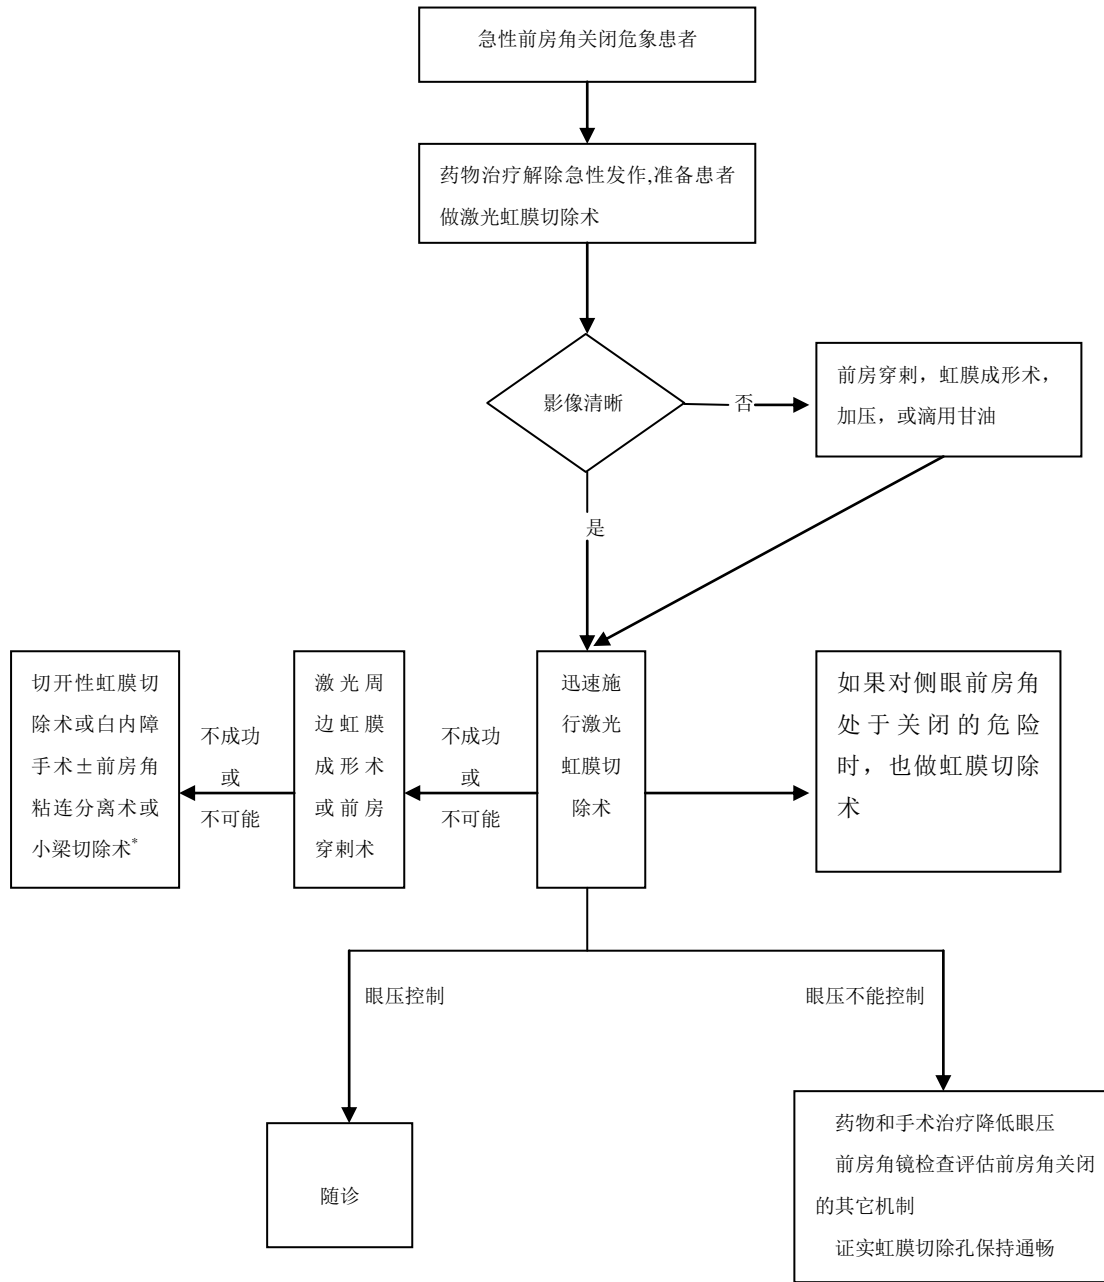 急性前房角关闭危象患者
药物治疗解除急性发作,准备患者
做激光虹膜切除术
影像清晰
否
前房穿刺，虹膜成形术，
加压，或滴用甘油
是
切开性虹膜切
除术或白内障
手术±前房角
粘连分离术或
小梁切除术*
不成功
或
不可能
激光周
边虹膜
成形术
或前房
穿刺术
不成功
或
不可能
迅速施
行激光
虹膜切
除术
如果对侧眼前房角
处于关闭的危险
时，也做虹膜切除
术
眼压控制
眼压不能控制
随诊
药物和手术治疗降低眼压
前房角镜检查评估前房角关闭
的其它机制
证实虹膜切除孔保持通畅